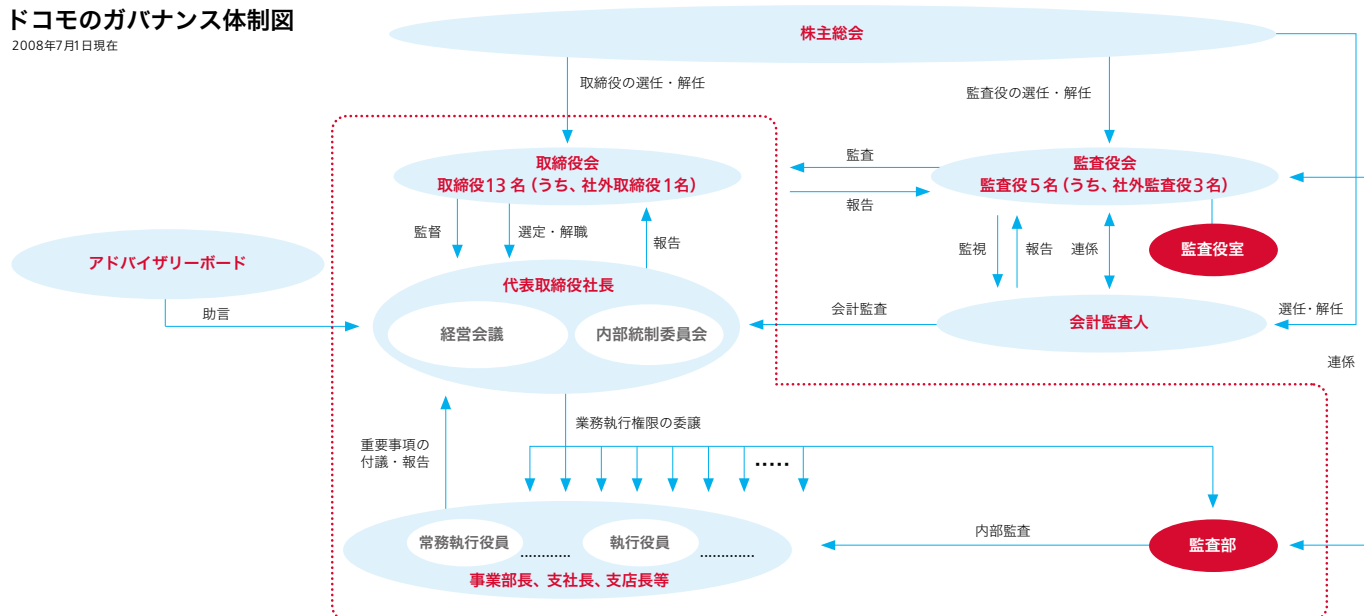 ドコモのガバナンス体制図
2008年7月1日現在
株主総会
取締役の選任・解任
監査役の選任・解任
取締役会
取締役13名（うち、社外取締役1名）
監査
報告
監査役会
監査役5名（うち、社外監査役3名）
監督
選定・解職
報告
監視
報告
連係
監査役室
アドバイザリーボード
助言
代表取締役社長
経営会議
内部統制委員会
会計監査
会計監査人
選任・解任
連係
重要事項の
付議・報告
業務執行権限の委譲
.....
常務執行役員
............
執行役員
.............
事業部長、支社長、支店長等
内部監査
監査部